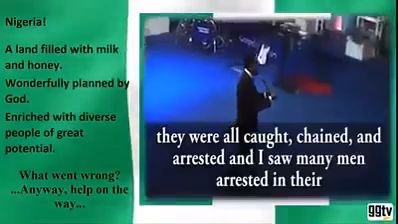 Nigeria!
A land filled with milk
and honey.
Wonderfully planned by
God.
Enriched with diverse
people of great
potential.
What went wrong?
...Anyway, help on the
way...
they were all caught, chained, and
arrested and I saw many men
arrested in their
ggtv